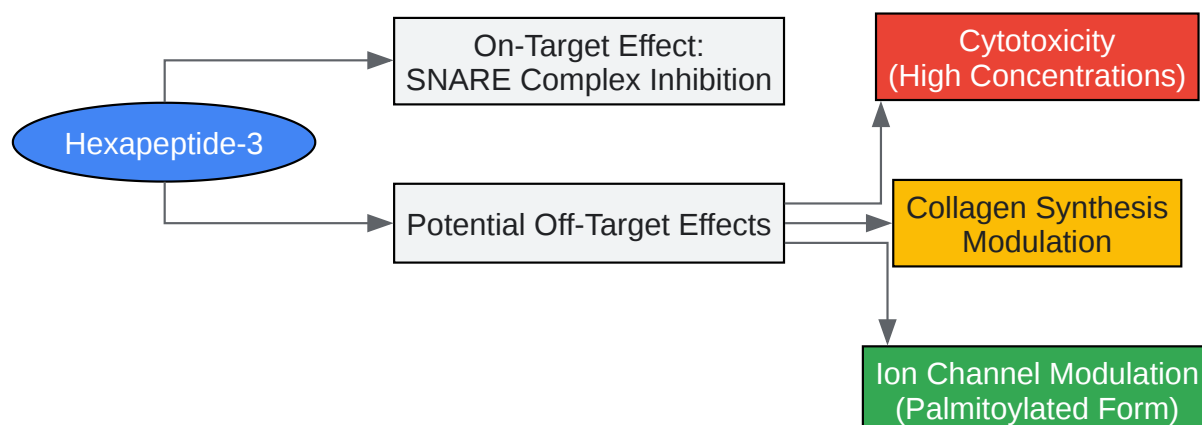 Hexapeptide-3
On-Target Effect:
SNARE Complex Inhibition
Potential Off-Target Effects
Cytotoxicity
(High Concentrations)
Collagen Synthesis
Modulation
Ion Channel Modulation
(Palmitoylated Form)